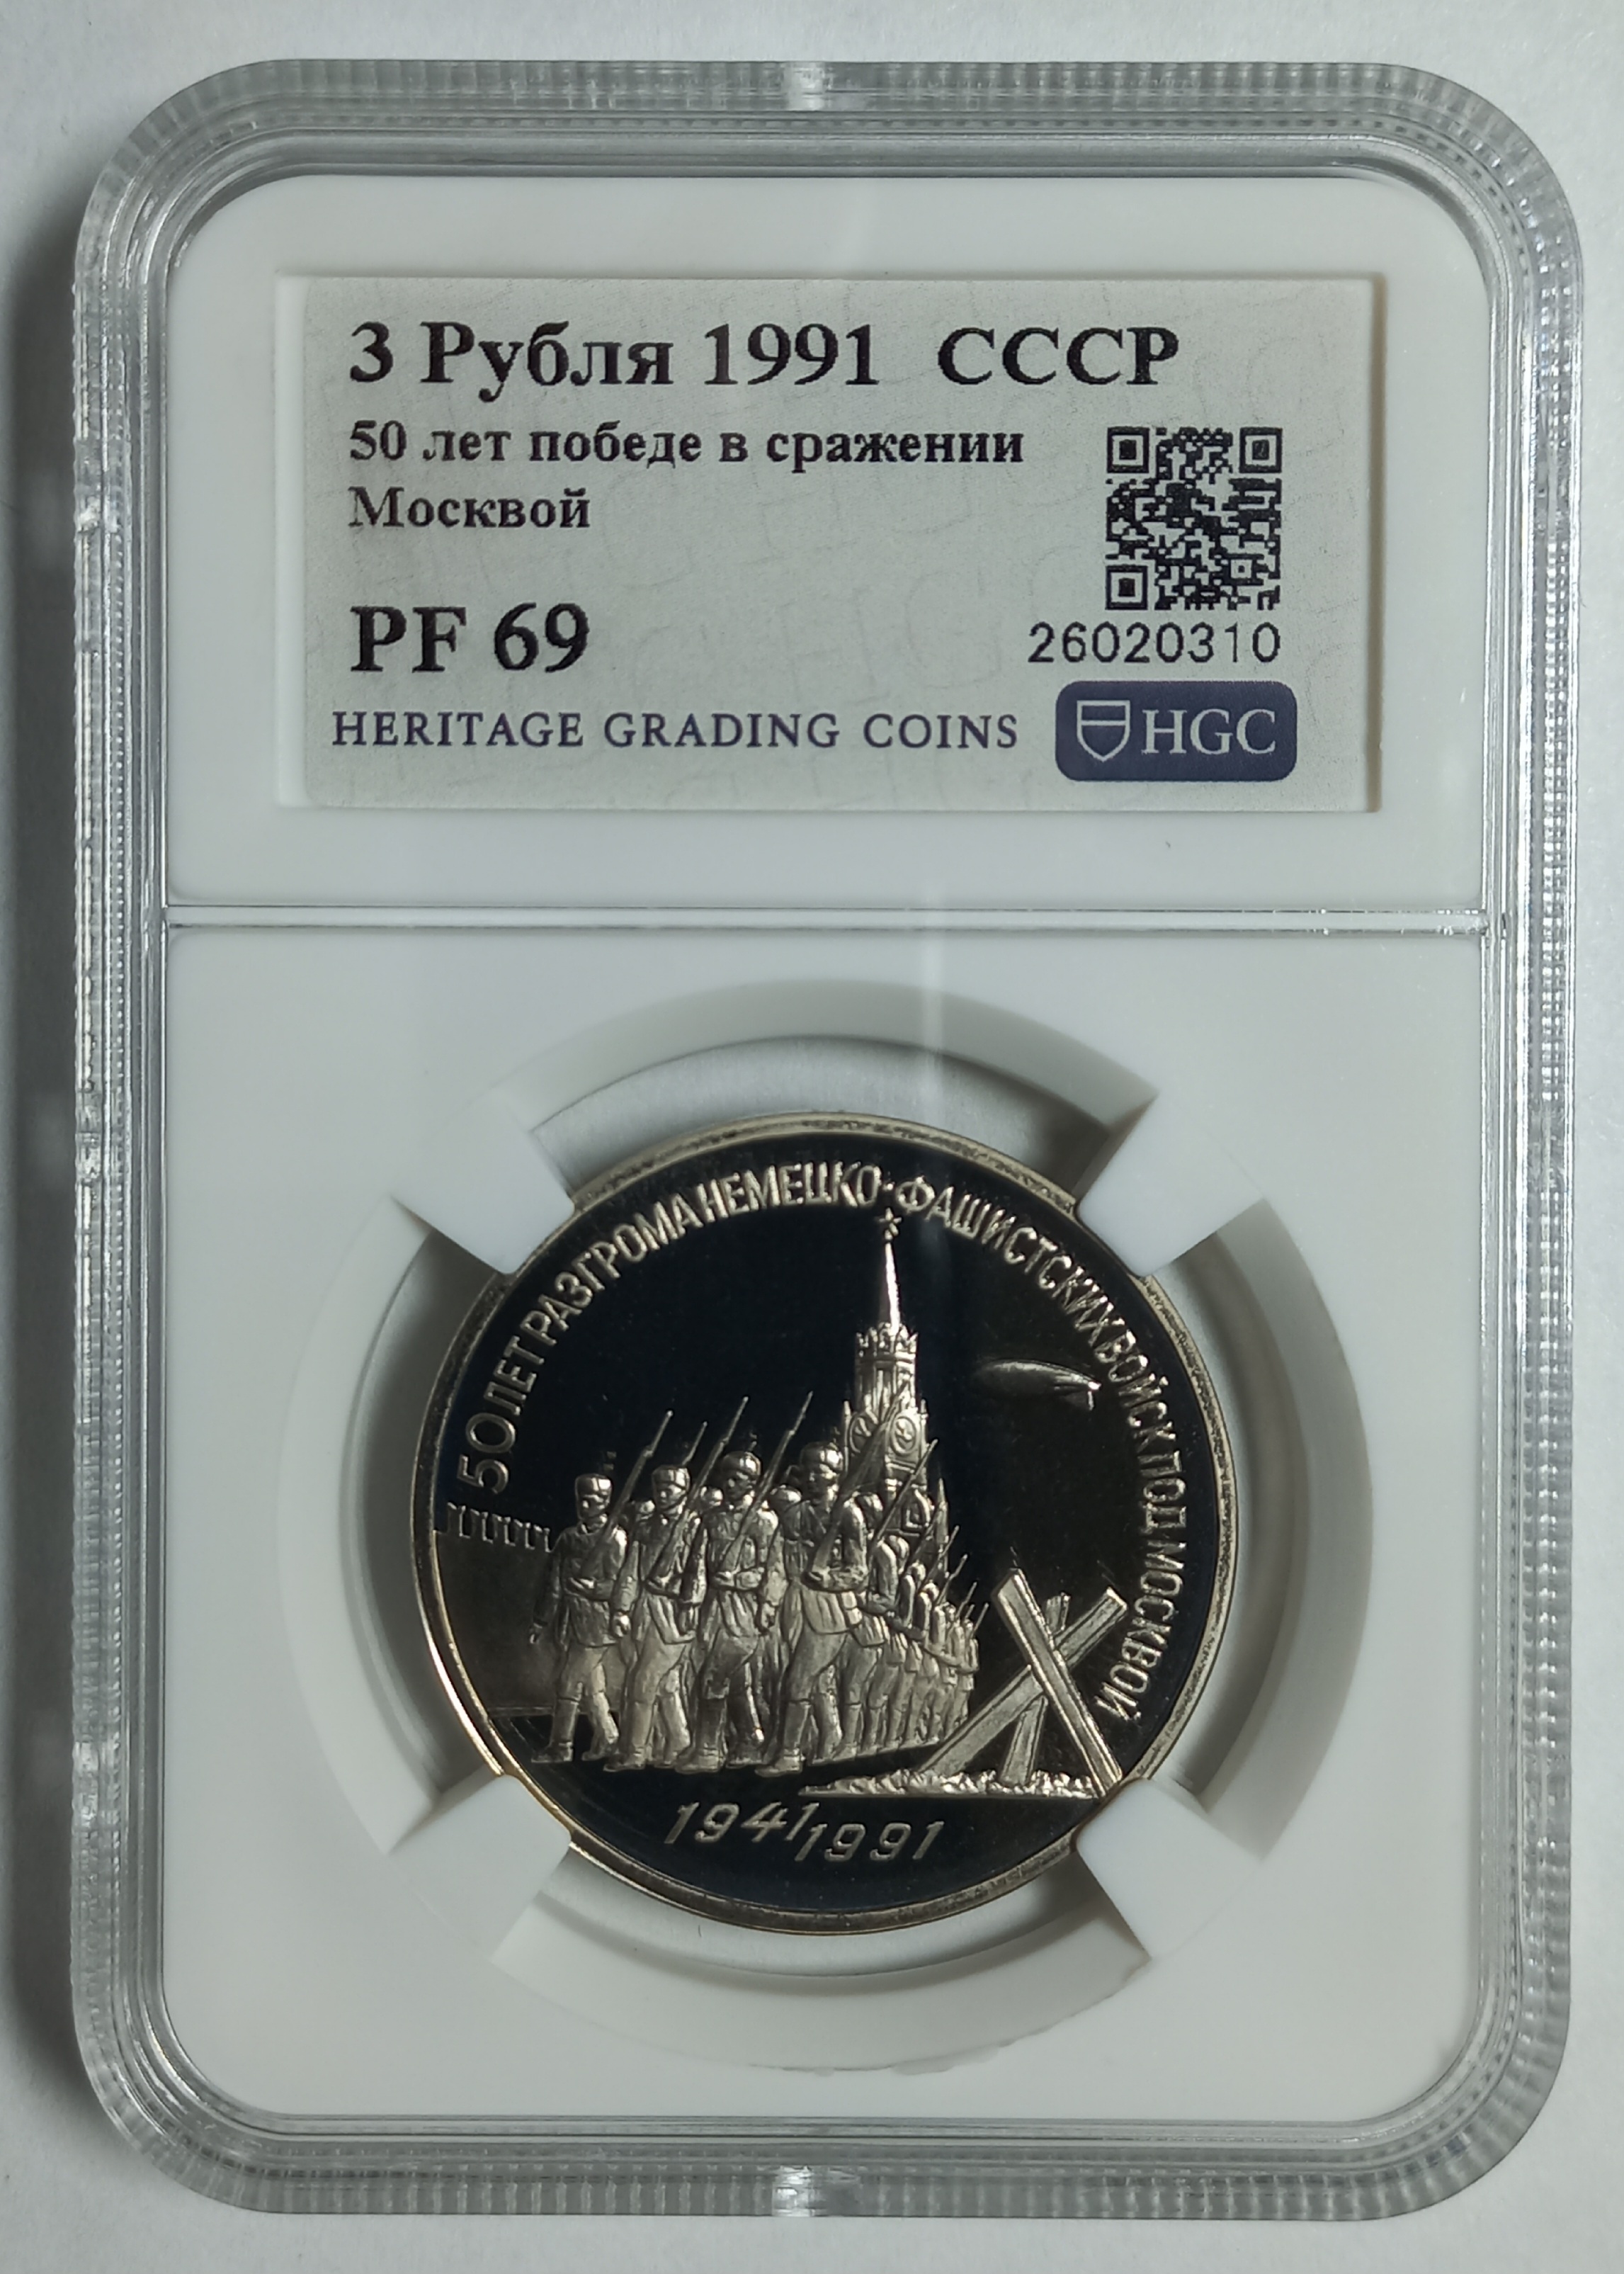 3 Рубля 1991 СССР
50 лет победе в сражении
Москвой
PF 69
26020310
HERITAGE GRADING COINS HGC
50 ЛЕТ РАЗГРОМА НЕМЕЦКО-ФАШИСТСКИХ ВОЙСК ПОД МОСКВОЙ
1941/1991